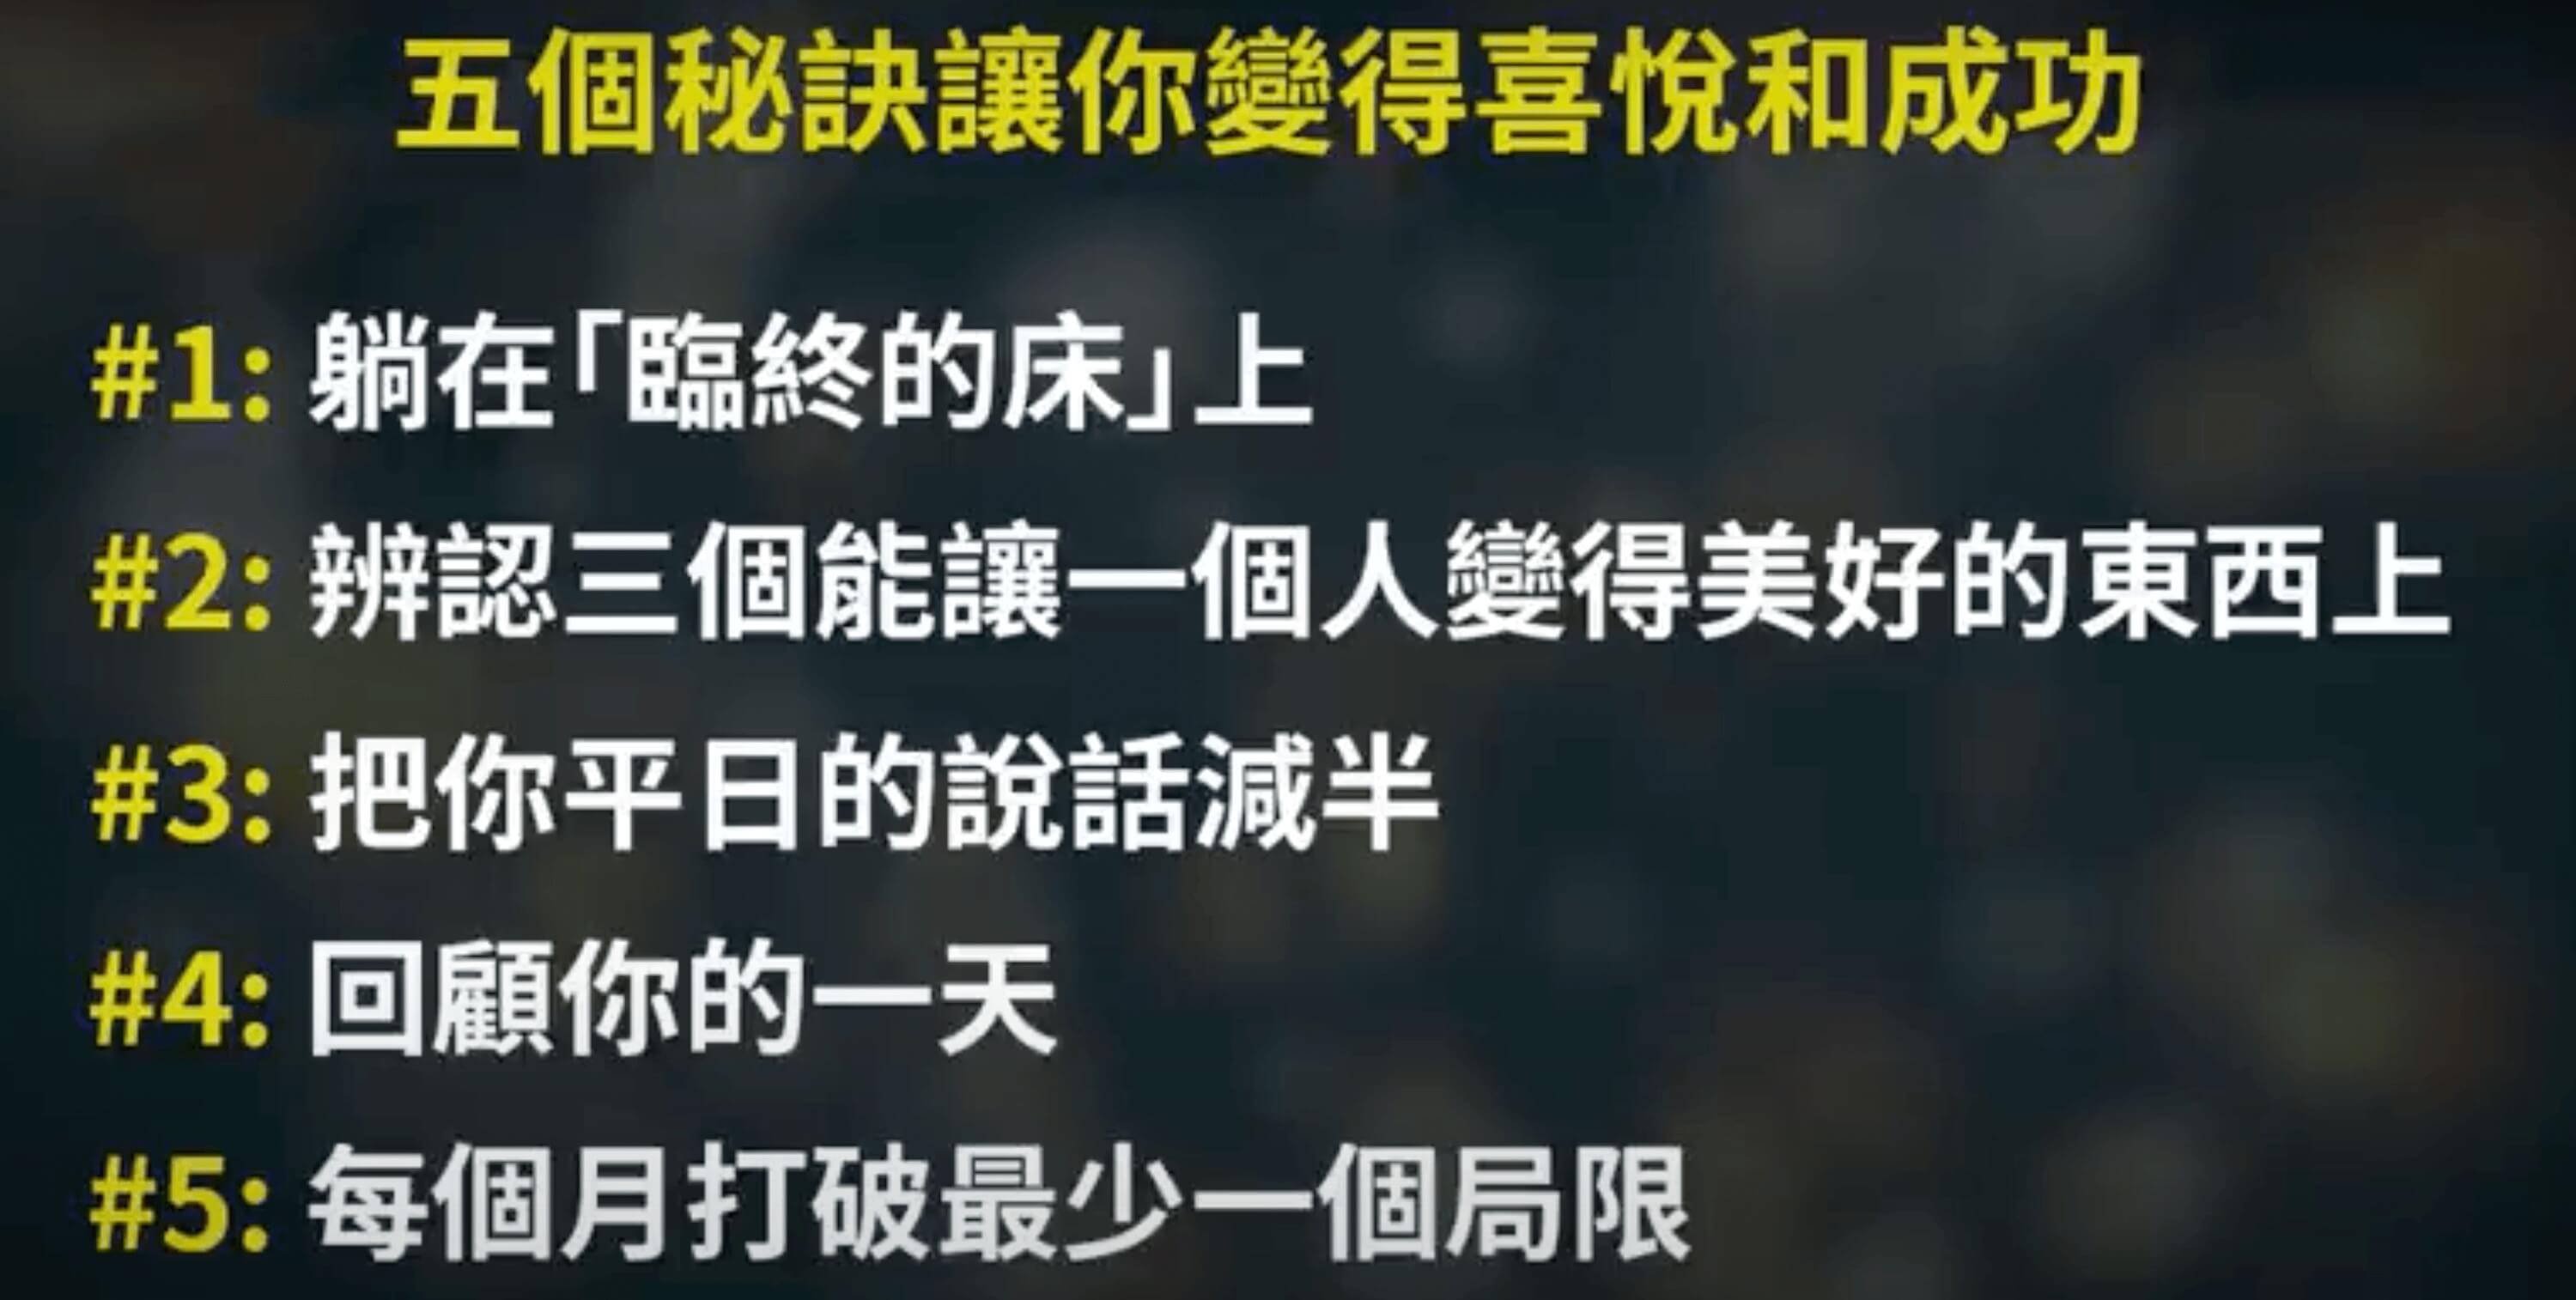 五個秘訣讓你變得喜悅和成功
#1: 躺在「臨終的床」上
#2: 辨認三個能讓一個人變得美好的東西上
#3: 把你平日的說話減半
#4: 回顧你的一天
#5: 每個月打破最少一個局限